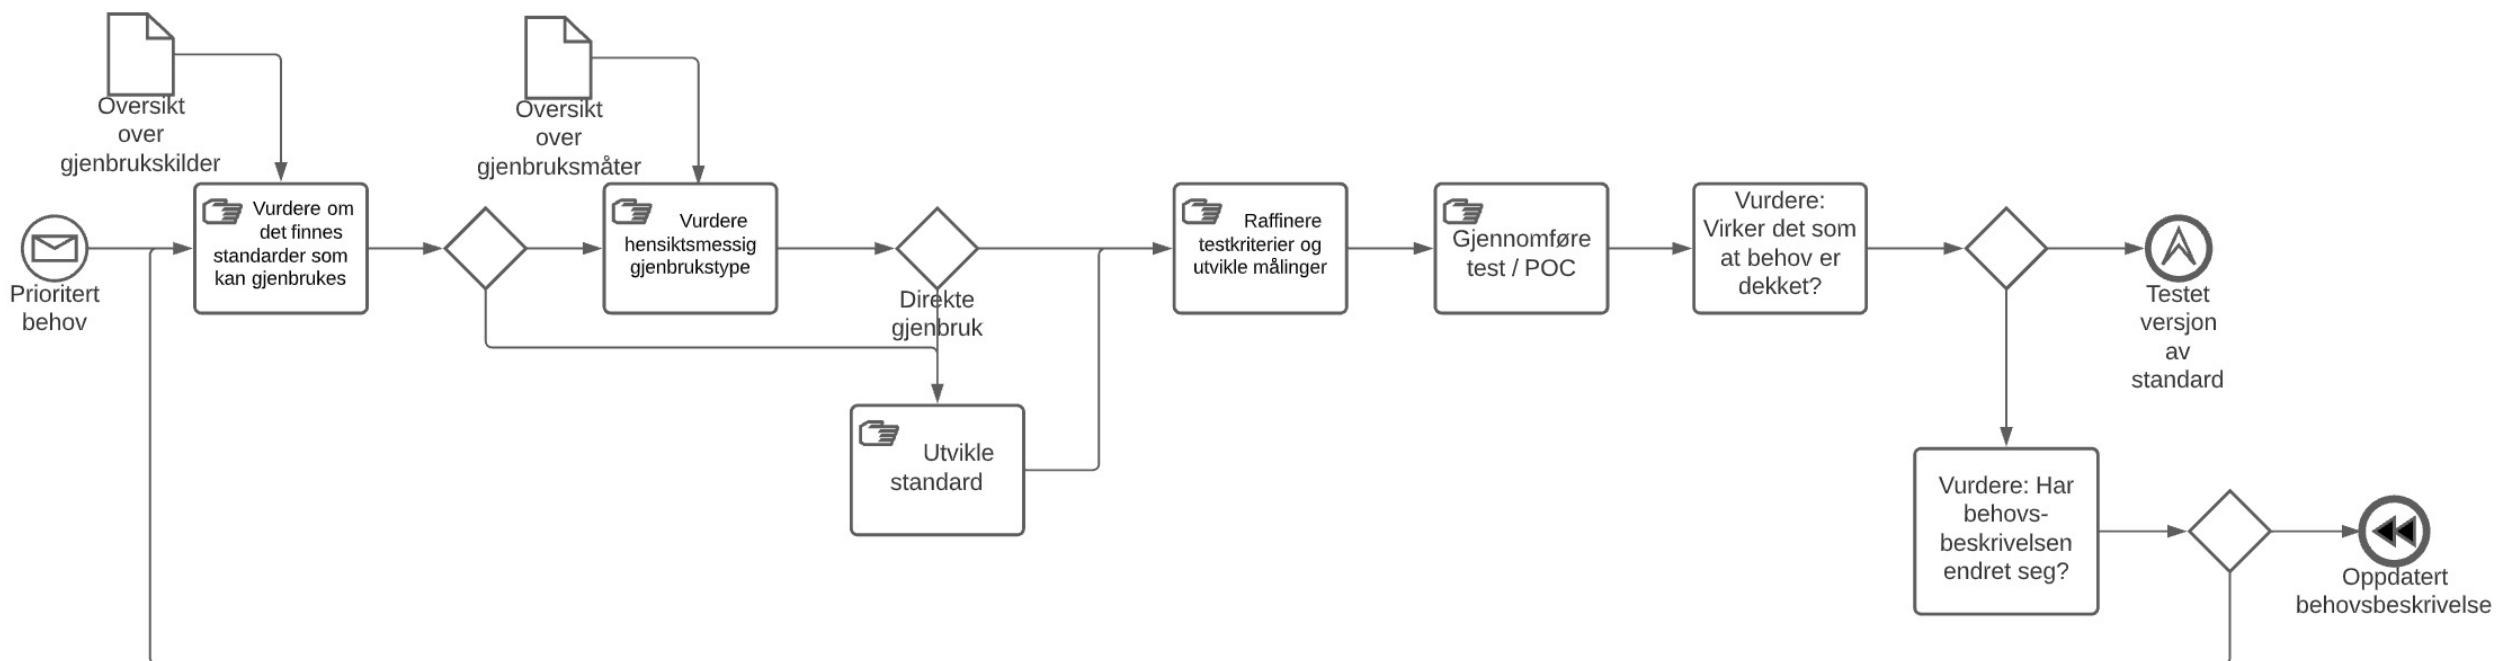 Oversikt
over
gjenbrukskilder
Oversikt
over
gjenbruksmåter
Prioritert
behov
Vurdere om
det finnes
standarder som
kan gjenbrukes
Vurdere
hensiktsmessig
gjenbrukstype
Direkte
gjenbruk
Utvikle
standard
Raffinere
testkriterier og
utvikle målinger
Gjennomføre
test / POC
Vurdere:
Virker det som
at behov er
dekket?
Testet
versjon
av
standard
Vurdere: Har
behovs-
beskrivelsen
endret seg?
Oppdatert
behovsbeskrivelse